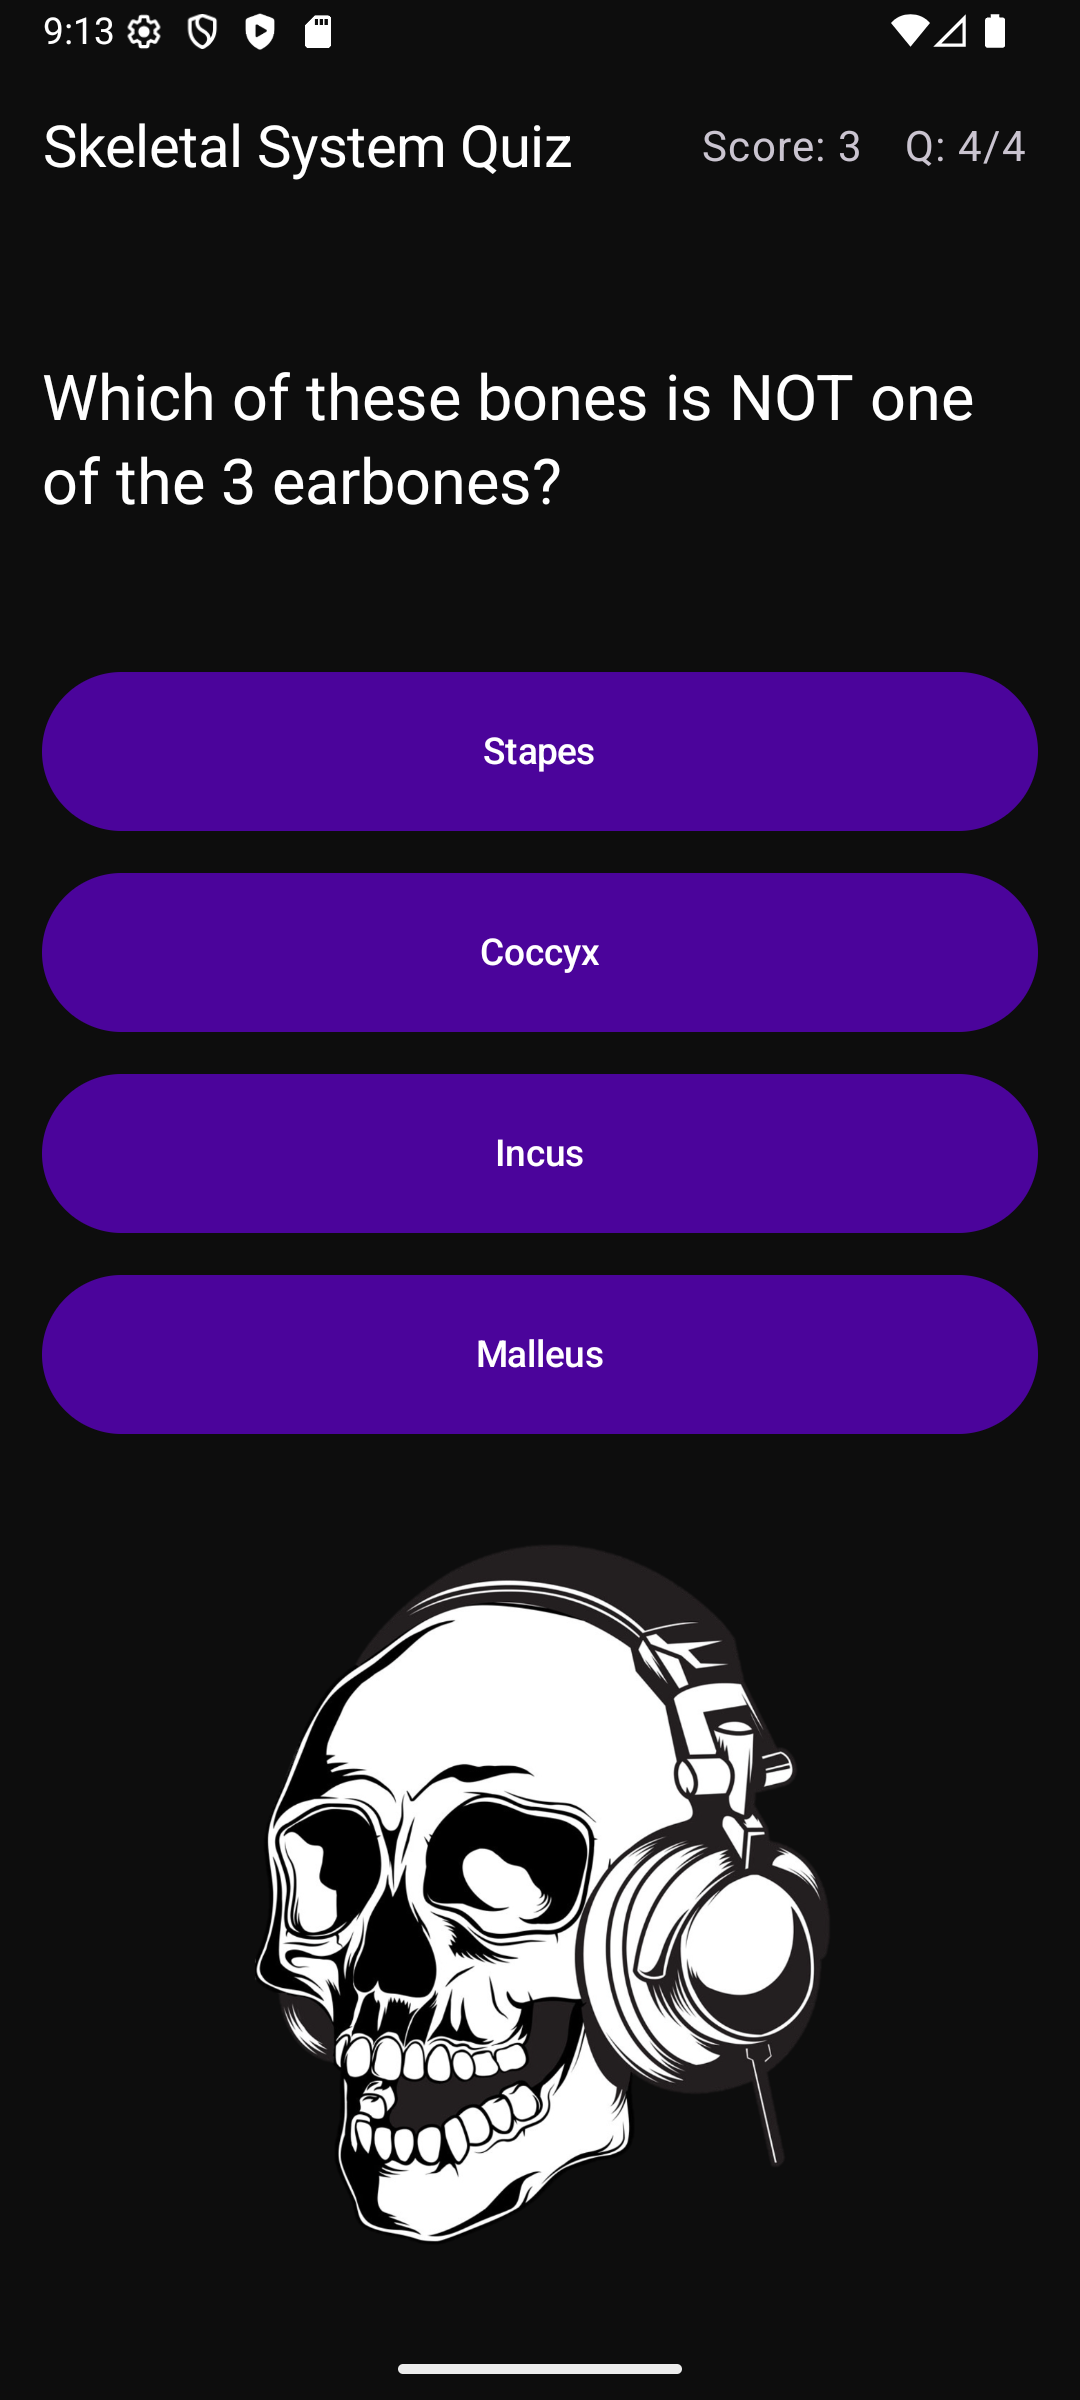 9:13
Skeletal System Quiz
Score: 3 Q: 4/4
Which of these bones is NOT one
of the 3 earbones?
Stapes
Coccyx
Incus
Malleus